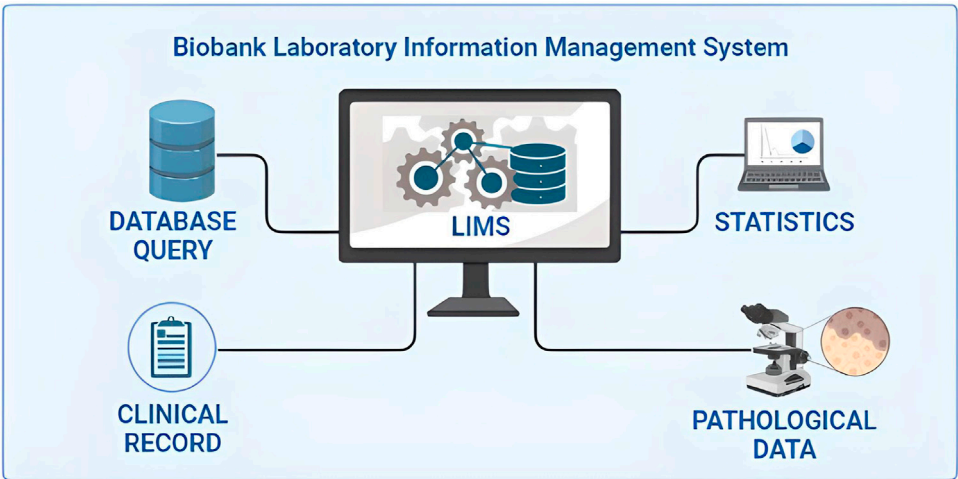 Biobank Laboratory Information Management System
DATABASE
QUERY
LIMS
STATISTICS
CLINICAL
RECORD
PATHOLOGICAL
DATA